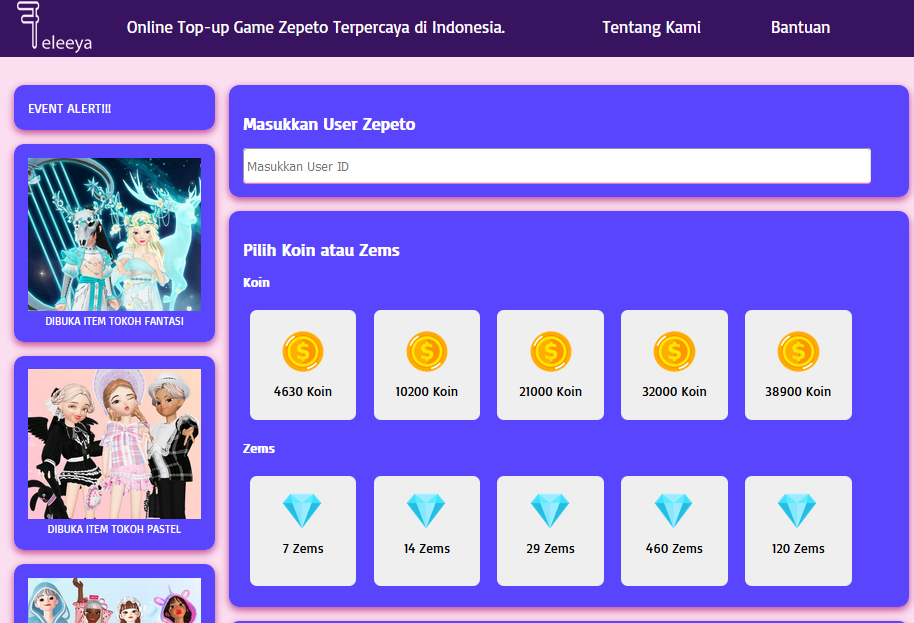 eleeya
Online Top-up Game Zepeto Terpercaya di Indonesia.
Tentang Kami
Bantuan
EVENT ALERT!!!
DIBUKA ITEM TOKOH FANTASI
DIBUKA ITEM TOKOH PASTEL
Masukkan User Zepeto
Masukkan User ID
Pilih Koin atau Zems
Koin
4630 Koin
10200 Koin
21000 Koin
32000 Koin
38900 Koin
Zems
7 Zems
14 Zems
29 Zems
460 Zems
120 Zems